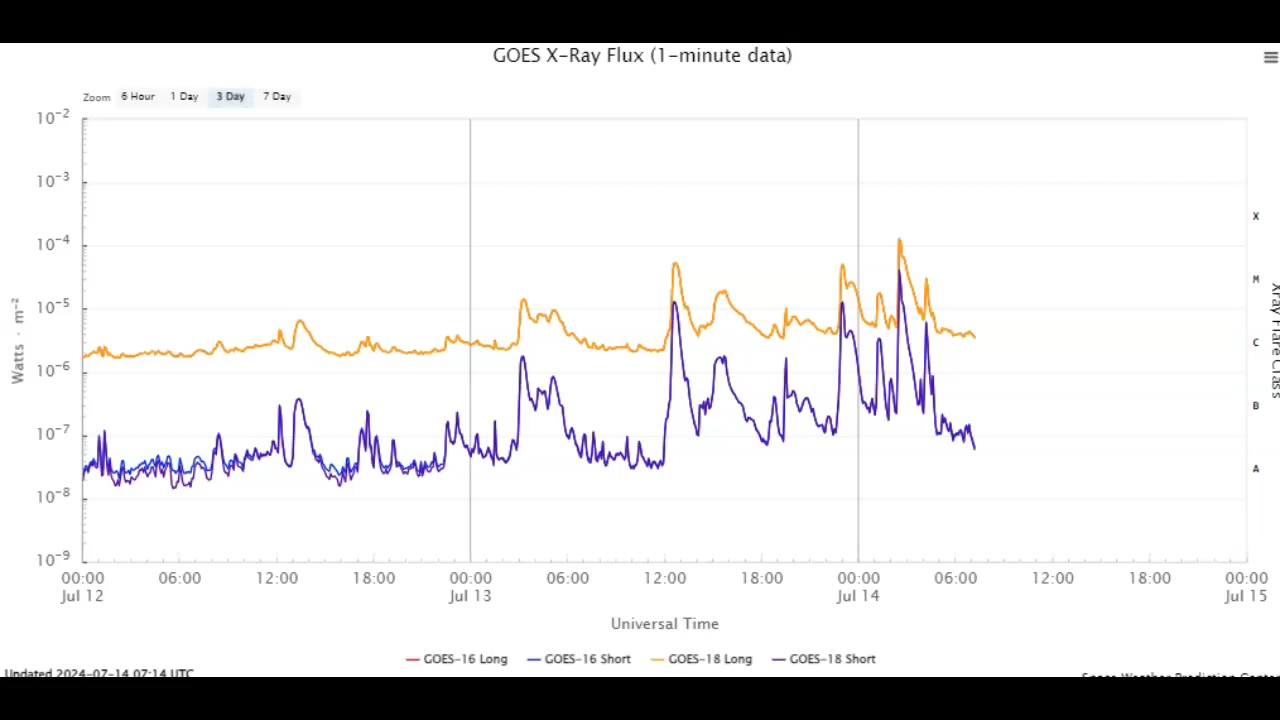 GOES X-Ray Flux (1-minute data)
Zoom 6 Hour 1 Day 3 Day 7 Day
10⁻²
10⁻³
10⁻⁴
10⁻⁵
10⁻⁶
10⁻⁷
10⁻⁸
10⁻⁹
Watts · m⁻²
X
M
C
B
A
Xray Flare Class
00:00 06:00 12:00 18:00 00:00 06:00 12:00 18:00 00:00 06:00 12:00 18:00 00:00
Jul 12 Jul 13 Jul 14 Jul 15
Universal Time
GOES-16 Long GOES-16 Short GOES-18 Long GOES-18 Short
Updated 2024-07-14 07:14 UTC
Space Weather Prediction Center